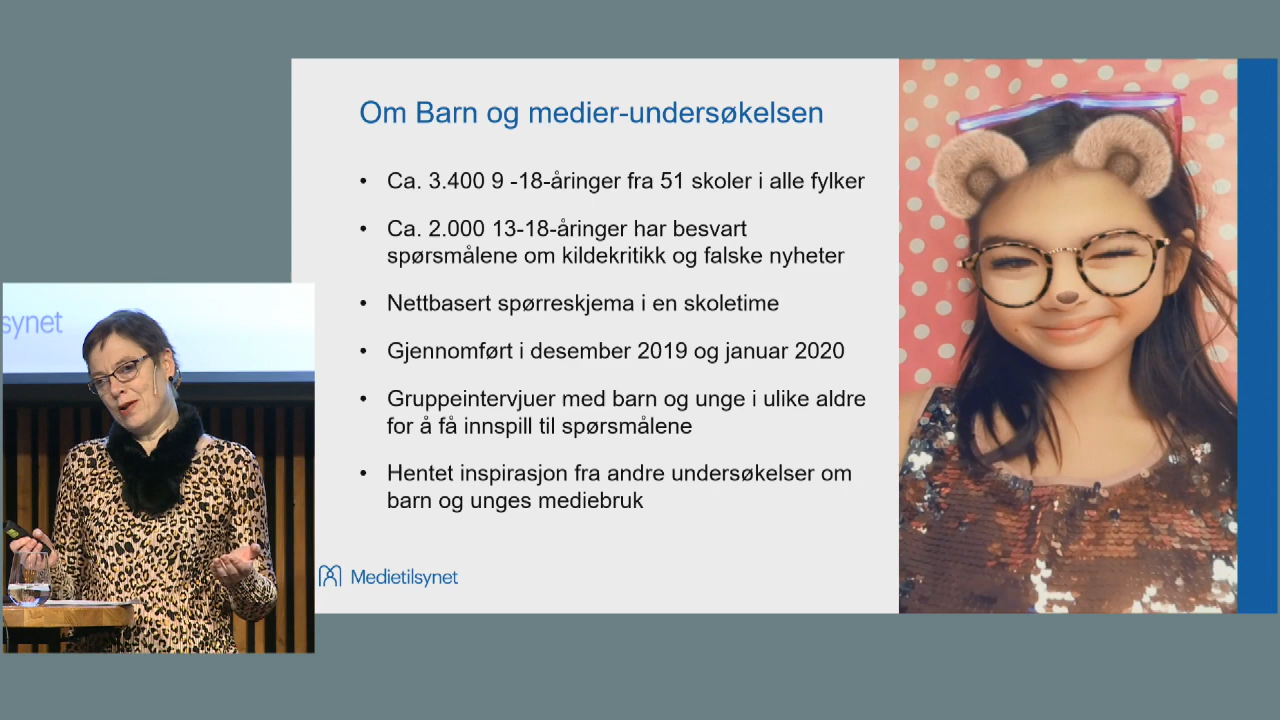 Om Barn og medier-undersøkelsen
• Ca. 3.400 9 -18-åringer fra 51 skoler i alle fylker
• Ca. 2.000 13-18-åringer har besvart
spørsmålene om kildekritikk og falske nyheter
• Nettbasert spørreskjema i en skoletime
• Gjennomført i desember 2019 og januar 2020
• Gruppeintervjuer med barn og unge i ulike aldre
for å få innspill til spørsmålene
• Hentet inspirasjon fra andre undersøkelser om
barn og unges mediebruk
Medietilsynet
synet